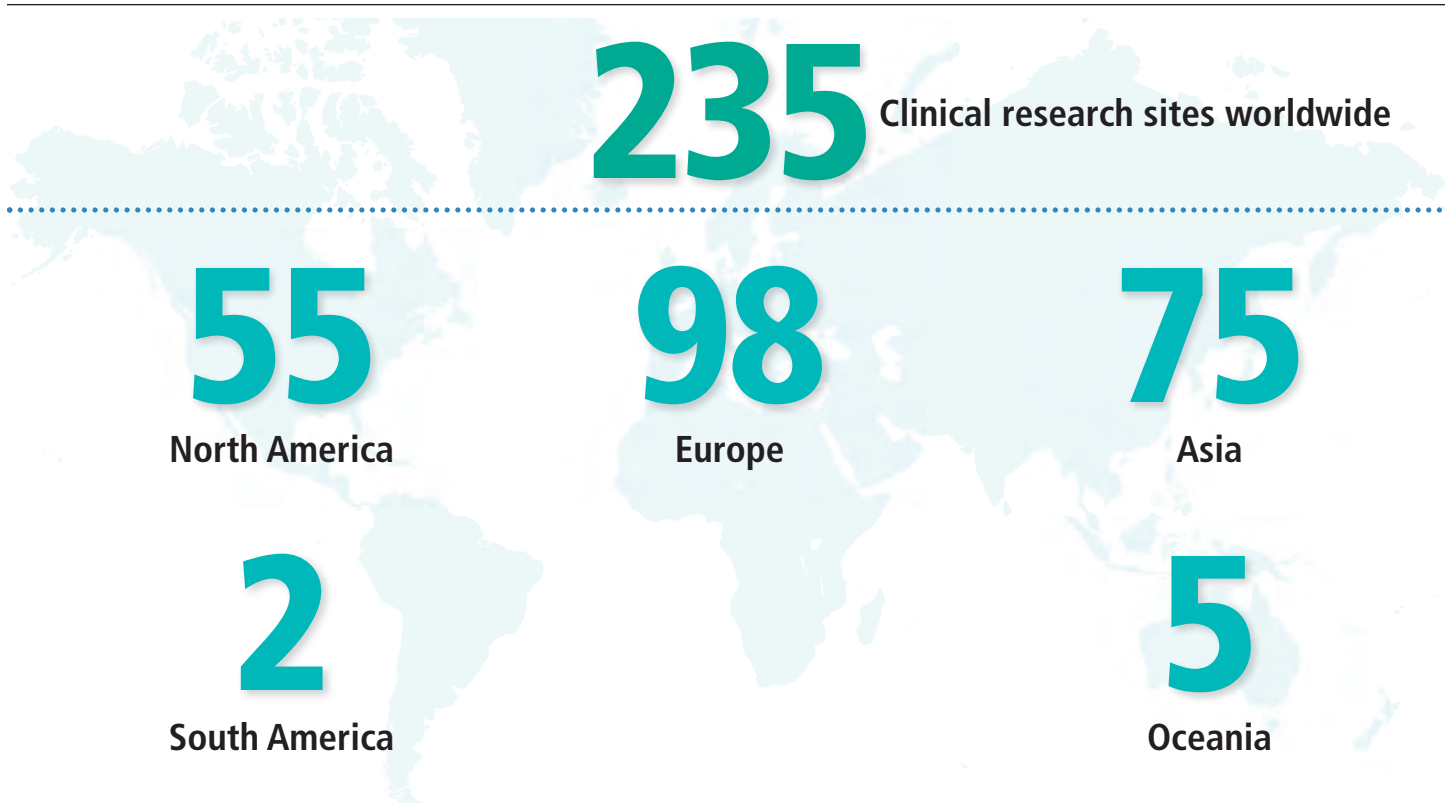 235 Clinical research sites worldwide
55
North America
98
Europe
75
Asia
2
South America
5
Oceania